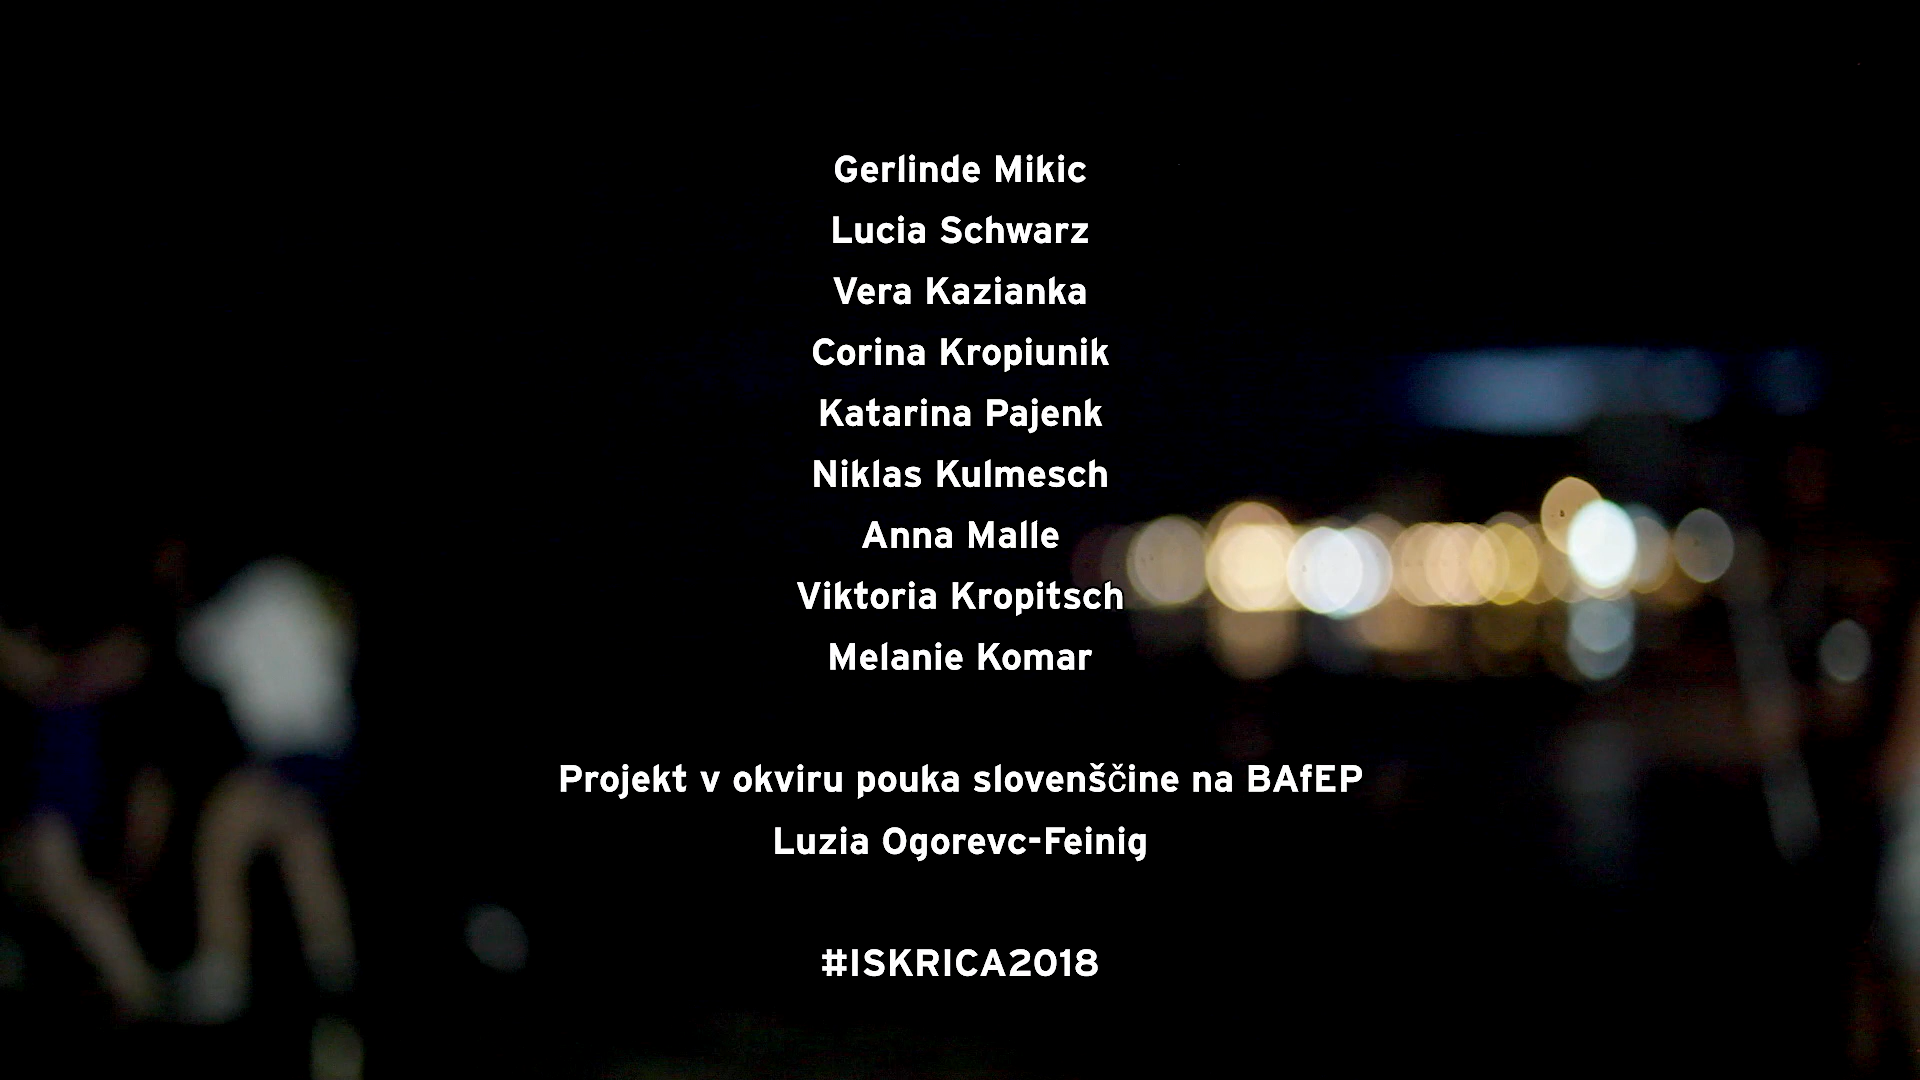 Gerlinde Mikic
Lucia Schwarz
Vera Kazianka
Corina Kropiunik
Katarina Pajenk
Niklas Kulmesch
Anna Malle
Viktoria Kropitsch
Melanie Komar
Projekt v okviru pouka slovenščine na BAfEP
Luzia Ogorevc-Feinig
#ISKRICA2018